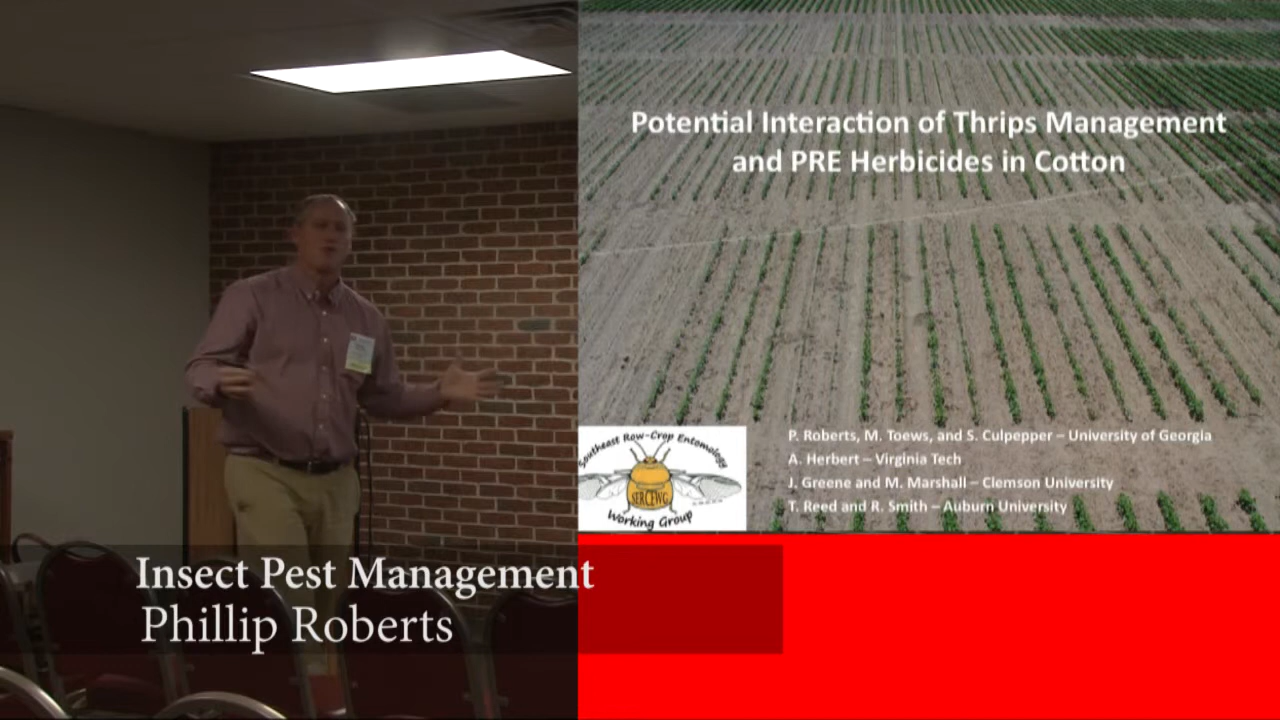 Potential Interaction of Thrips Management
and PRE Herbicides in Cotton
P. Roberts, M. Toews, and S. Culpepper – University of Georgia
A. Herbert – Virginia Tech
J. Greene and M. Marshall – Clemson University
T. Reed and R. Smith – Auburn University
Southeast Row-Crop Entomology
SERCEWG
Working Group
Insect Pest Management
Phillip Roberts